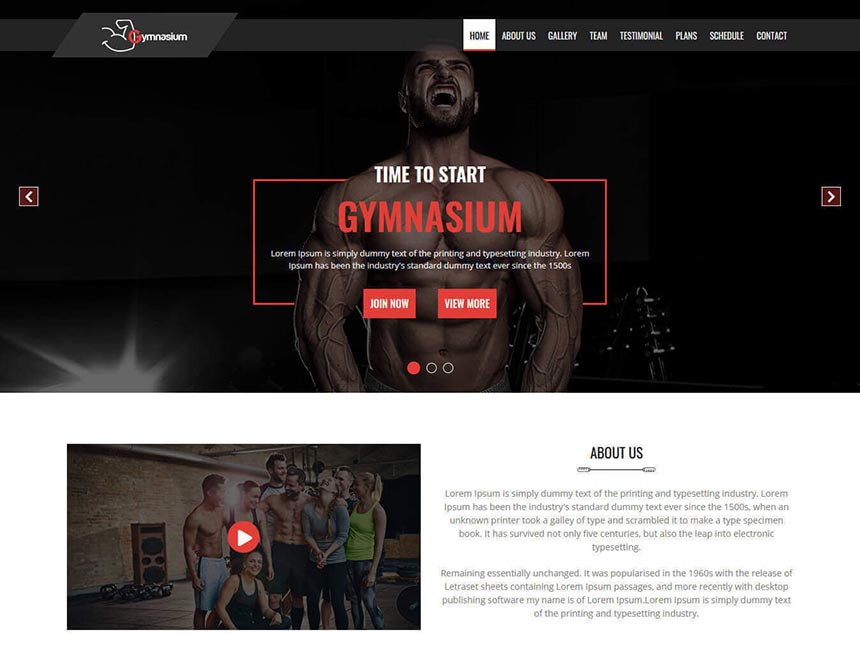 Gymnasium
HOME ABOUT US GALLERY TEAM TESTIMONIAL PLANS SCHEDULE CONTACT
TIME TO START
GYMNASIUM
Lorem Ipsum is simply dummy text of the printing and typesetting industry. Lorem
Ipsum has been the industry's standard dummy text ever since the 1500s
JOIN NOW VIEW MORE
ABOUT US
Lorem Ipsum is simply dummy text of the printing and typesetting industry. Lorem
Ipsum has been the industry's standard dummy text ever since the 1500s, when an
unknown printer took a galley of type and scrambled it to make a type specimen
book. It has survived not only five centuries, but also the leap into electronic
typesetting.
Remaining essentially unchanged. It was popularised in the 1960s with the release of
Letraset sheets containing Lorem Ipsum passages, and more recently with desktop
publishing software my name is of Lorem Ipsum.Lorem Ipsum is simply dummy text
of the printing and typesetting industry.